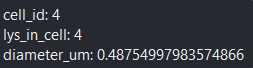 cell_id: 4
lys_in_cell: 4
diameter_um: 0.48754997983574866